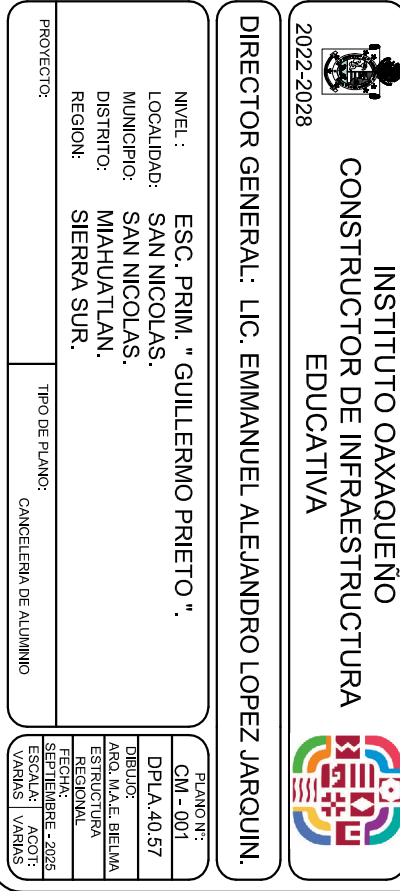 2022-2028
INSTITUTO OAXAQUEÑO
CONSTRUCTOR DE INFRAESTRUCTURA
EDUCATIVA
DIRECTOR GENERAL: LIC. EMMANUEL ALEJANDRO LOPEZ JARQUIN.
NIVEL : ESC. PRIM. " GUILLERMO PRIETO ".
LOCALIDAD: SAN NICOLAS.
MUNICIPIO: SAN NICOLAS.
DISTRITO: MIAHUATLAN.
REGION: SIERRA SUR.
PROYECTO:
TIPO DE PLANO:
CANCELERIA DE ALUMINIO
PLANO Nº:
CM - 001
DPLA.40.57
DIBUJO:
ARQ. M.A.E. BIELMA
ESTRUCTURA
REGIONAL
FECHA:
SEPTIEMBRE - 2025
ESCALA: ACOT:
VARIAS VARIAS